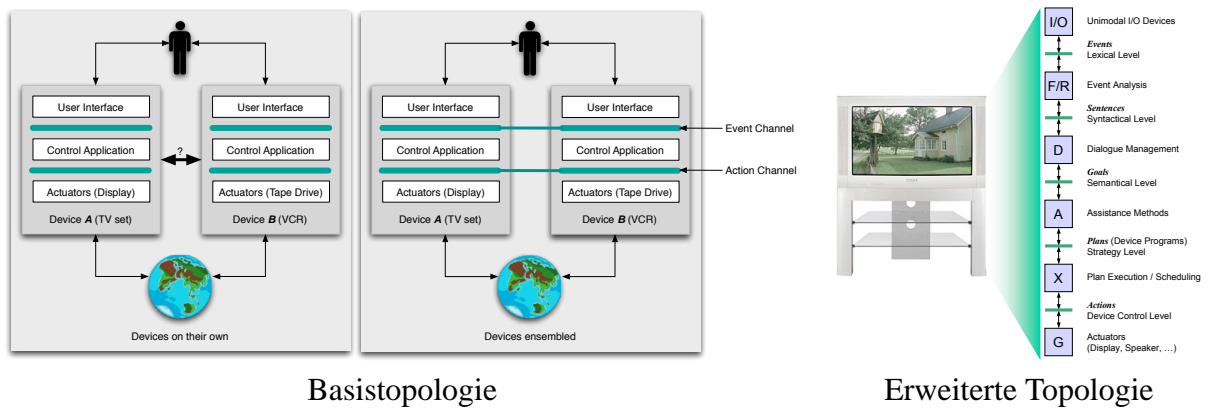 User Interface
Control Application
Actuators (Display)
Device A (TV set)
?
User Interface
Control Application
Actuators (Tape Drive)
Device B (VCR)
Devices on their own
User Interface
Control Application
Actuators (Display)
Device A (TV set)
User Interface
Control Application
Actuators (Tape Drive)
Device B (VCR)
Devices ensembled
Event Channel
Action Channel
Basistopologie
I/O
Unimodal I/O Devices
Events
Lexical Level
F/R
Event Analysis
Sentences
Syntactical Level
D
Dialogue Management
Goals
Semantical Level
A
Assistance Methods
Plans (Device Programs)
Strategy Level
X
Plan Execution / Scheduling
Actions
Device Control Level
G
Actuators
(Display, Speaker, ...)
Erweiterte Topologie